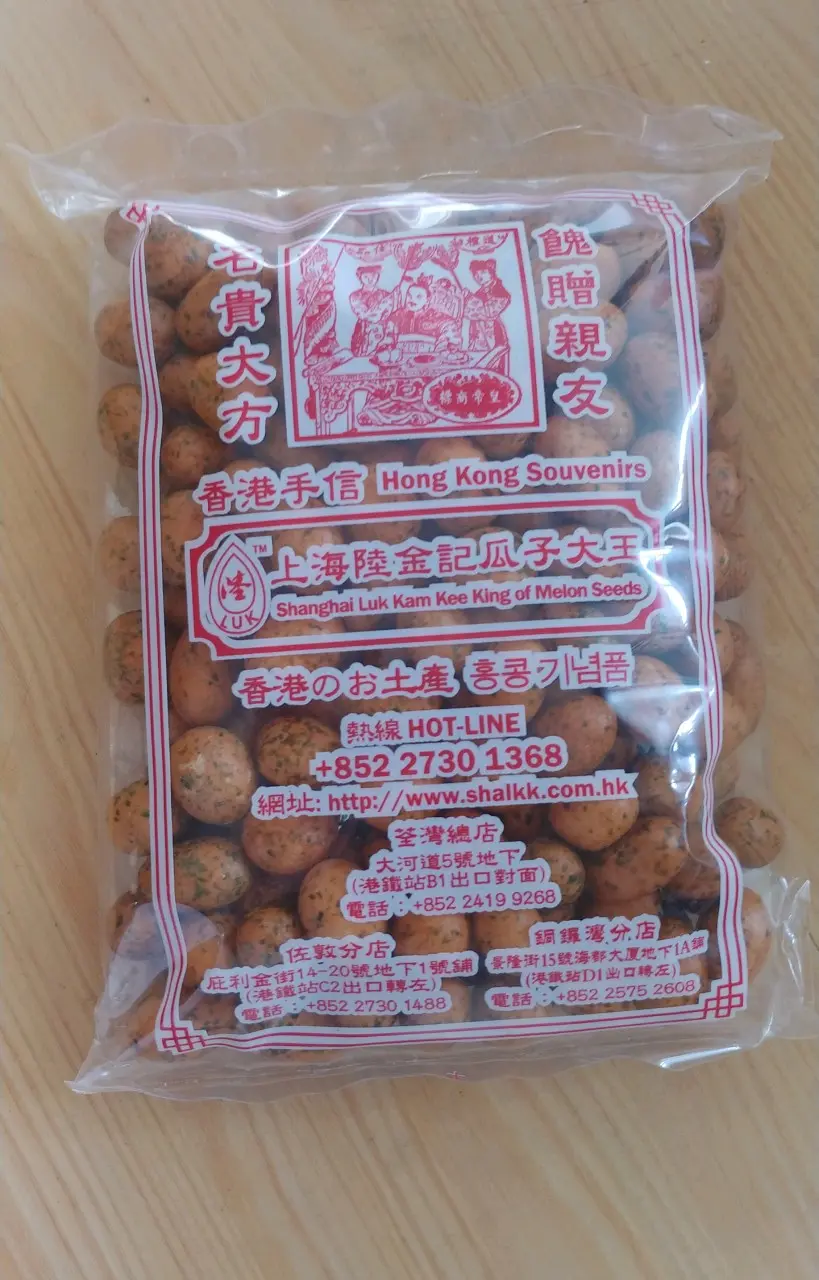 餽贈親友
名貴大方
皇帝商標
香港手信 Hong Kong Souvenirs
LUK ™
上海陸金記瓜子大王
Shanghai Luk Kam Kee King of Melon Seeds
香港のお土産 홍콩기념품
熱線 HOT-LINE
+852 2730 1368
網址: http://www.shalkk.com.hk
荃灣總店
大河道5號地下
(港鐵站B1出口對面)
電話：+852 2419 9268
佐敦分店
庇利金街14-20號地下1號舖
(港鐵站C2出口轉左)
電話：+852 2730 1488
銅鑼灣分店
景隆街15號海都大廈地下1A舖
(港鐵站D1出口轉左)
電話：+852 2575 2608